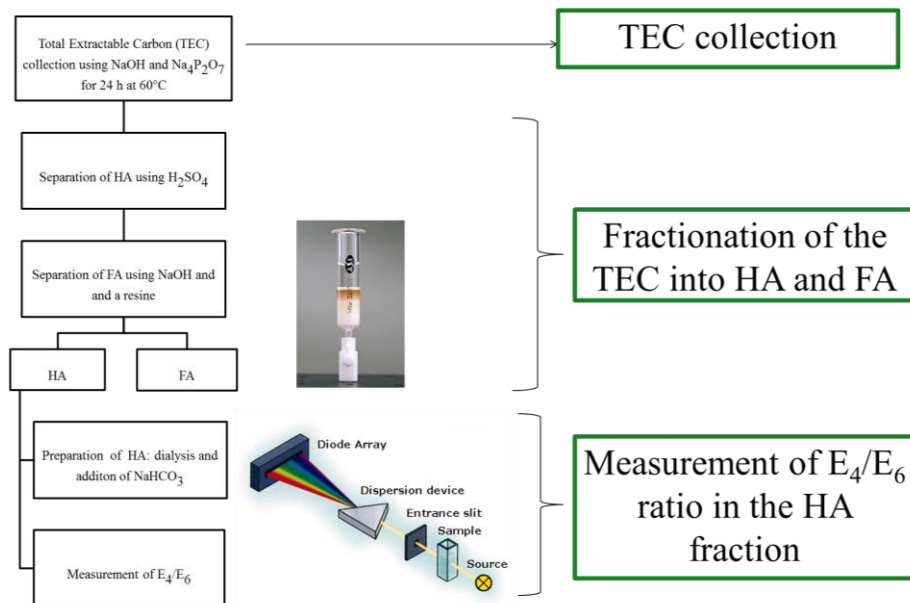 Total Extractable Carbon (TEC)
collection using NaOH and Na4P2O7
for 24 h at 60°C
TEC collection
Separation of HA using H2SO4
Separation of FA using NaOH and
and a resine
Fractionation of the
TEC into HA and FA
HA
FA
Preparation of HA: dialysis and
additon of NaHCO3
Measurement of E4/E6
Diode Array
Dispersion device
Entrance slit
Sample
Source
Measurement of E4/E6
ratio in the HA
fraction